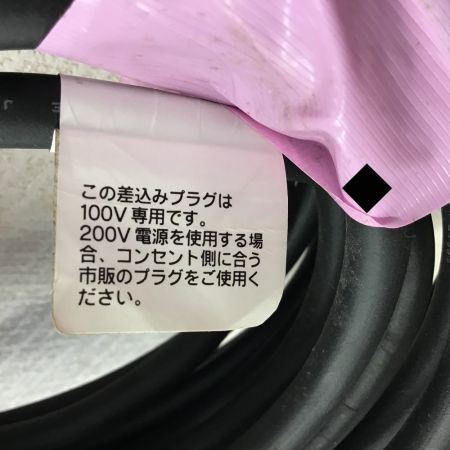 この差込みプラグは
100V専用です。
200V電源を使用する場
合、コンセント側に合う
市販のプラグをご使用く
ださい。